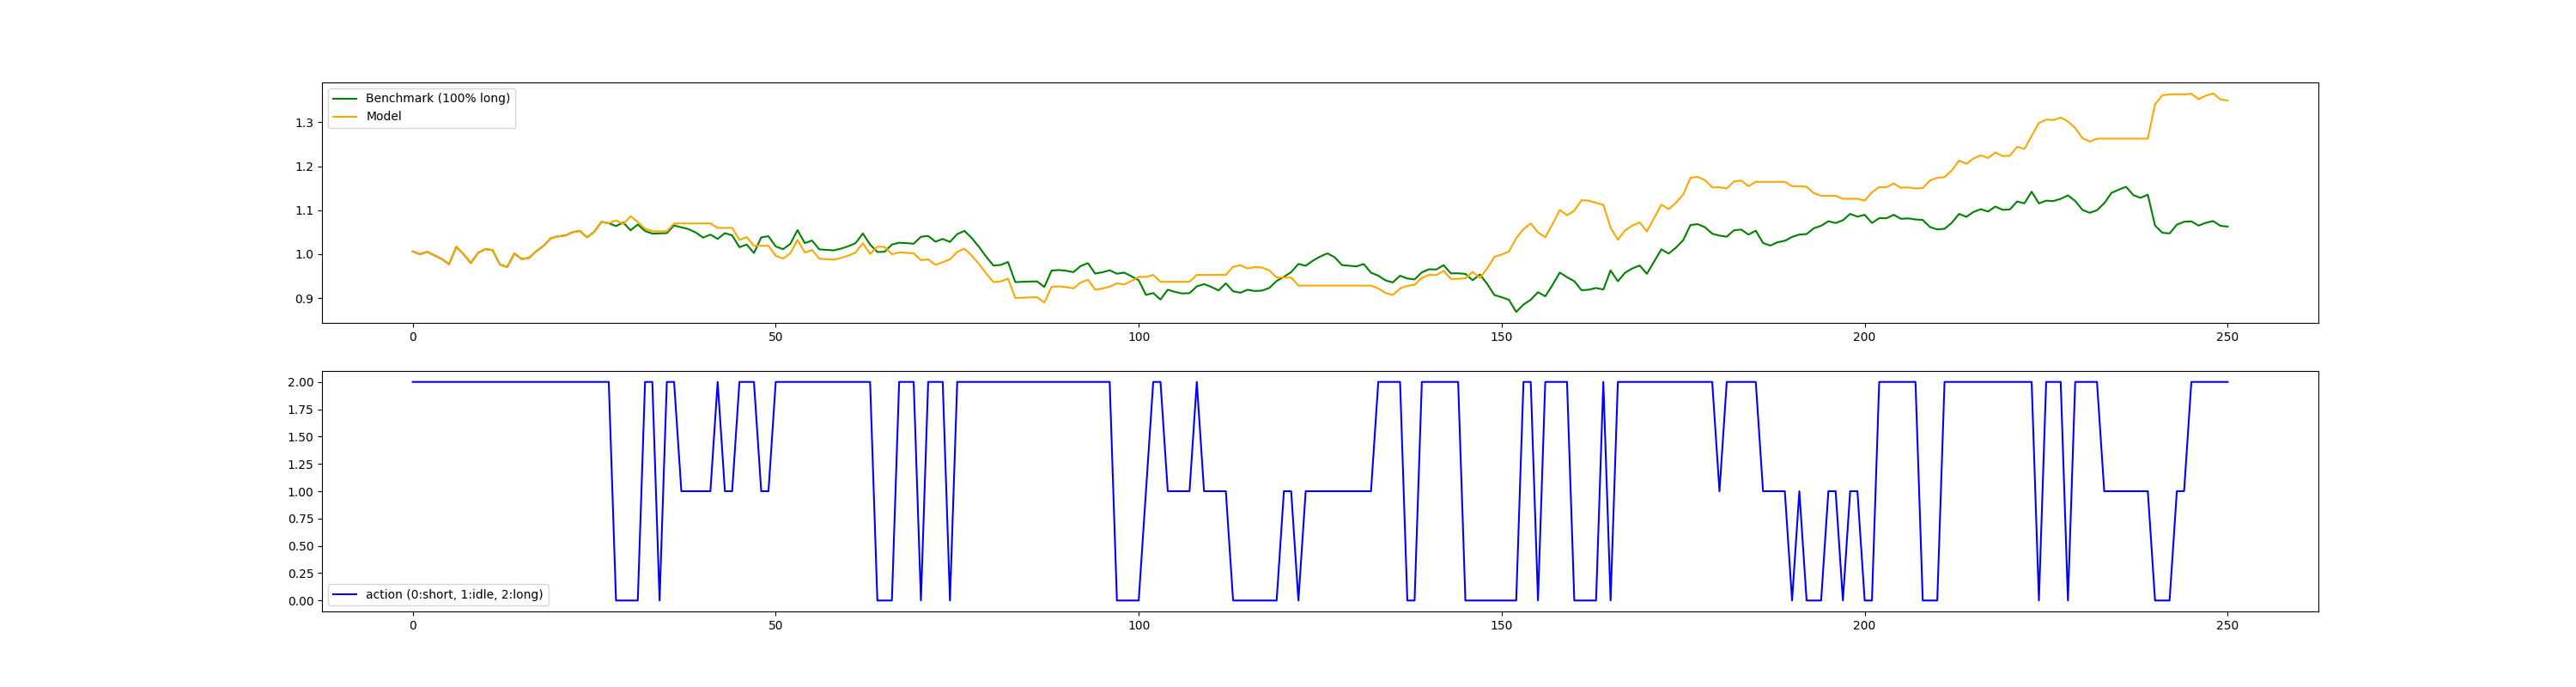 Benchmark (100% long)
Model
1.3
1.2
1.1
1.0
0.9
0 50 100 150 200 250
2.00
1.75
1.50
1.25
1.00
0.75
0.50
0.25
0.00
action (0:short, 1:idle, 2:long)
0 50 100 150 200 250